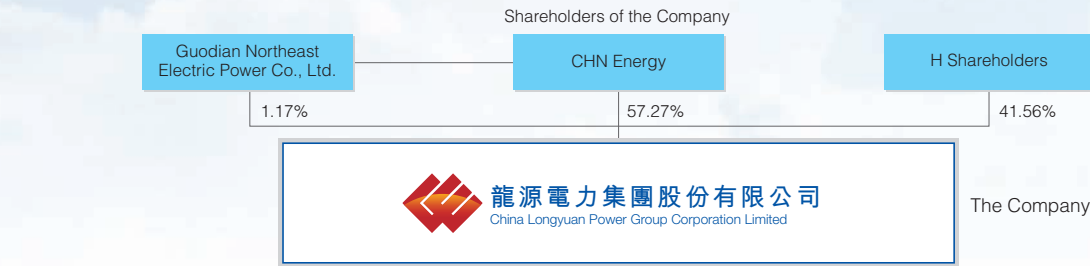 Shareholders of the Company
Guodian Northeast
Electric Power Co., Ltd.
CHN Energy
H Shareholders
1.17%
57.27%
41.56%
龍源電力集團股份有限公司
China Longyuan Power Group Corporation Limited
The Company